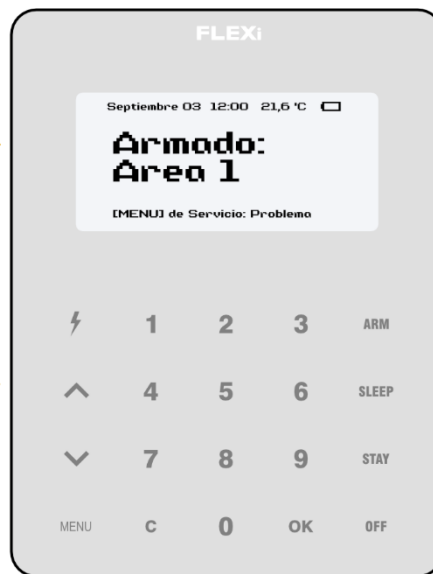 FLEXi
Septiembre 03 12:00 21,6 °C
Armado:
Area 1
[MENU] de Servicio: Problema
1 2 3 ARM
4 5 6 SLEEP
7 8 9 STAY
MENU C 0 OK OFF